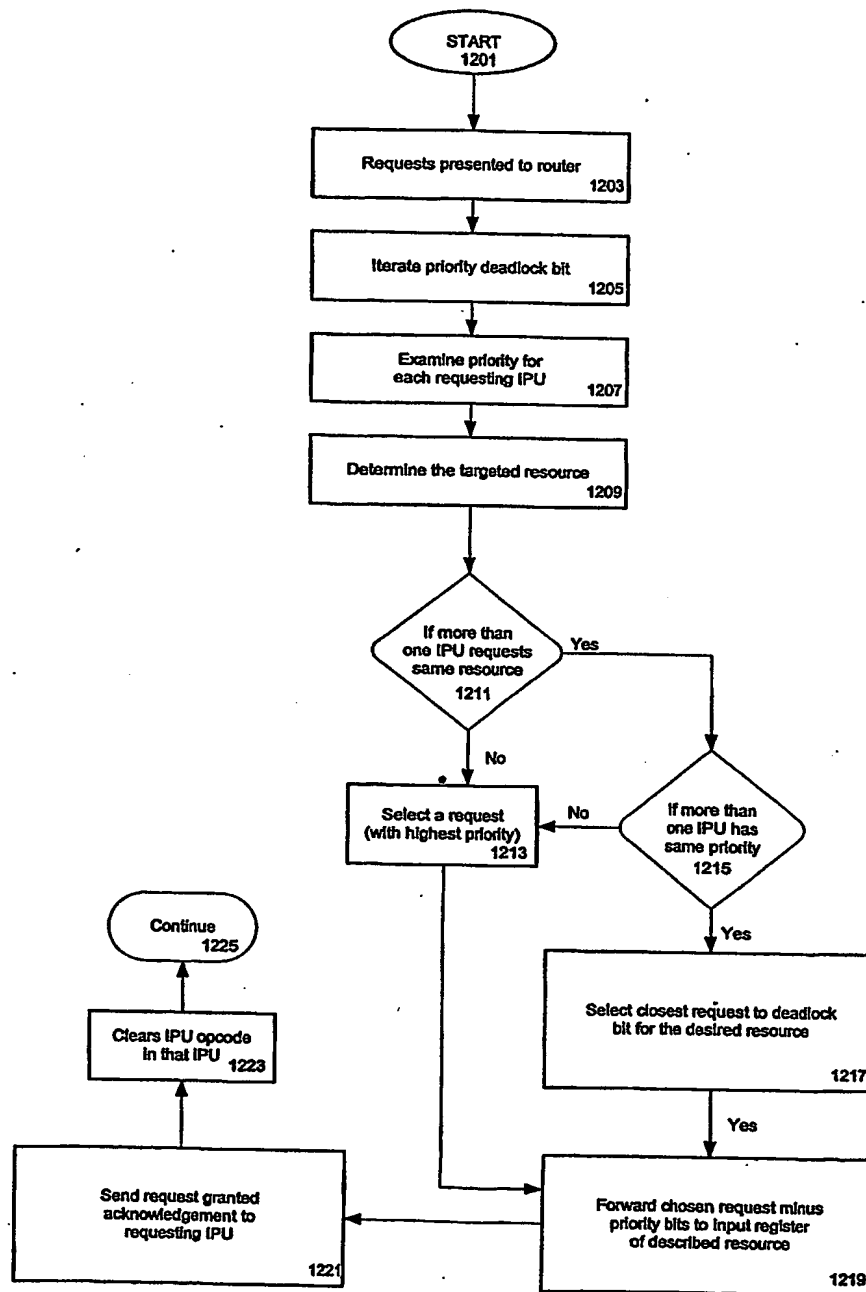 START
1201
Requests presented to router
1203
Iterate priority deadlock bit
1205
Examine priority for
each requesting IPU
1207
Determine the targeted resource
1209
If more than
one IPU requests
same resource
1211
Yes
No
Select a request
(with highest priority)
1213
No
If more than
one IPU has
same priority
1215
Yes
Continue
1225
Select closest request to deadlock
bit for the desired resource
1217
Clears IPU opcode
in that IPU
1223
Yes
Send request granted
acknowledgement to
requesting IPU
1221
Forward chosen request minus
priority bits to input register
of described resource
1219